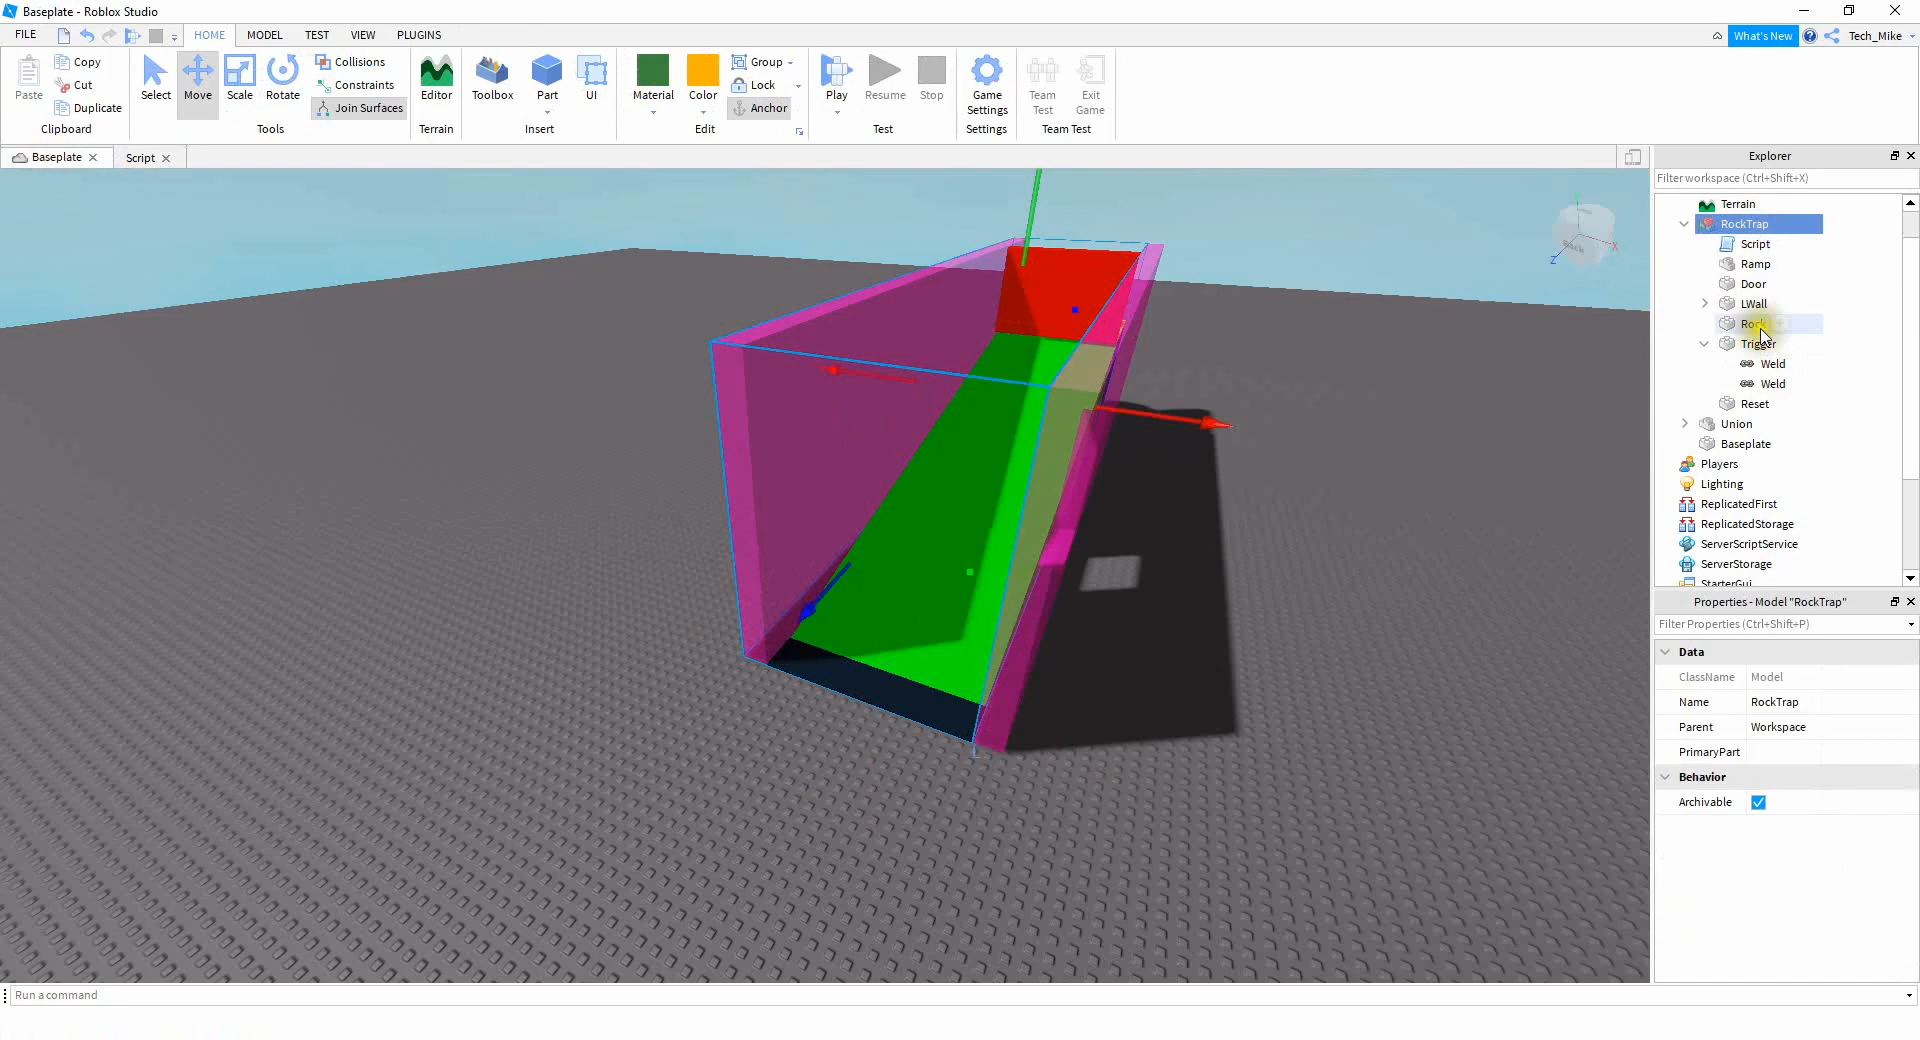 Baseplate - Roblox Studio
FILE HOME MODEL TEST VIEW PLUGINS What's New Tech_Mike
Paste Copy Cut Duplicate Clipboard
Select Move Scale Rotate Collisions Constraints Join Surfaces Tools
Editor Terrain
Toolbox Part UI Insert
Material Color Group Lock Anchor Edit
Play Resume Stop Test
Game Settings Settings
Team Test Exit Game Team Test
Baseplate Script
Explorer
Filter workspace (Ctrl+Shift+X)
Terrain
RockTrap
Script
Ramp
Door
LWall
Rock
Trigger
Weld
Weld
Reset
Union
Baseplate
Players
Lighting
ReplicatedFirst
ReplicatedStorage
ServerScriptService
ServerStorage
StarterGui
Back
X
Z
Properties - Model "RockTrap"
Filter Properties (Ctrl+Shift+P)
Data
ClassName Model
Name RockTrap
Parent Workspace
PrimaryPart
Behavior
Archivable
Run a command